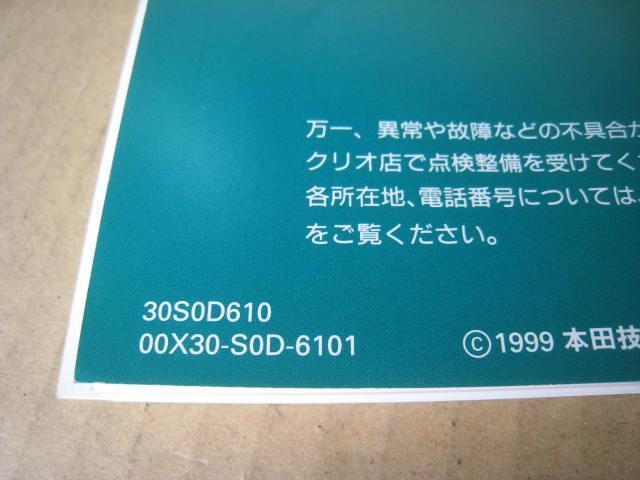 万一、異常や故障などの不具合が
クリオ店で点検整備を受けてく
各所在地、電話番号については、
をご覧ください。
30S0D610
00X30-S0D-6101
©1999 本田技